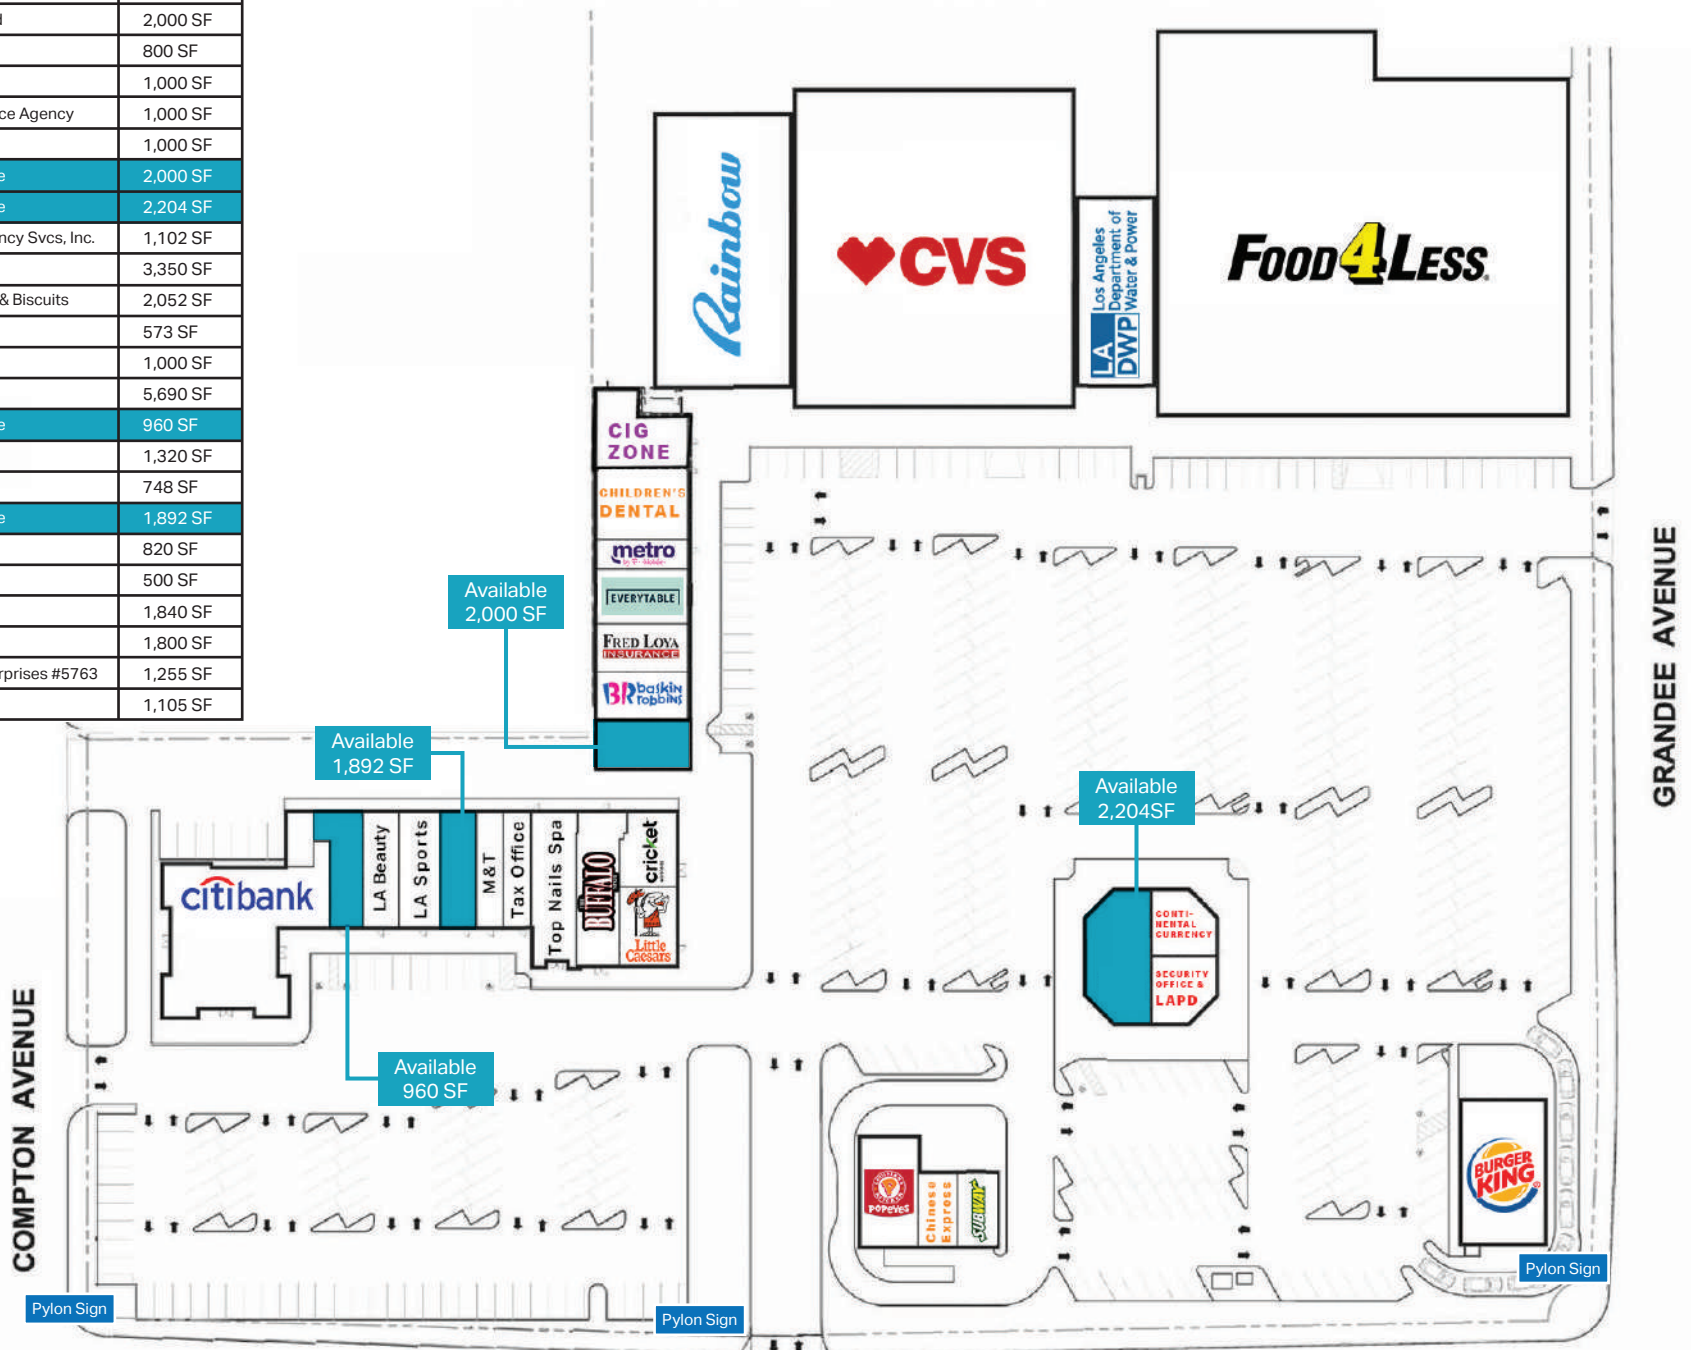 d 2,000 SF
800 SF
1,000 SF
ce Agency 1,000 SF
1,000 SF
e 2,000 SF
e 2,204 SF
ncy Svcs, Inc. 1,102 SF
3,350 SF
& Biscuits 2,052 SF
573 SF
1,000 SF
5,690 SF
e 960 SF
1,320 SF
748 SF
e 1,892 SF
820 SF
500 SF
1,840 SF
1,800 SF
rprises #5763 1,255 SF
1,105 SF
Rainbow
CVS
LA
DWP
Los Angeles
Department of
Water & Power
FOOD4LESS
CIG
ZONE
CHILDREN'S
DENTAL
metro
by T-Mobile
EVERYTABLE
FRED LOYA
INSURANCE
BR baskin
robbins
Available
2,000 SF
Available
1,892 SF
Available
2,204SF
Available
960 SF
citibank
LA Beauty
LA Sports
M&T
Tax Office
Top Nails Spa
BUFFALO
cricket
Little
Caesars
CONTI-
NENTAL
CURRENCY
SECURITY
OFFICE &
LAPD
POPEYES
Chinese
Express
SUBWAY
BURGER
KING
Pylon Sign
Pylon Sign
Pylon Sign
COMPTON AVENUE
GRANDEE AVENUE